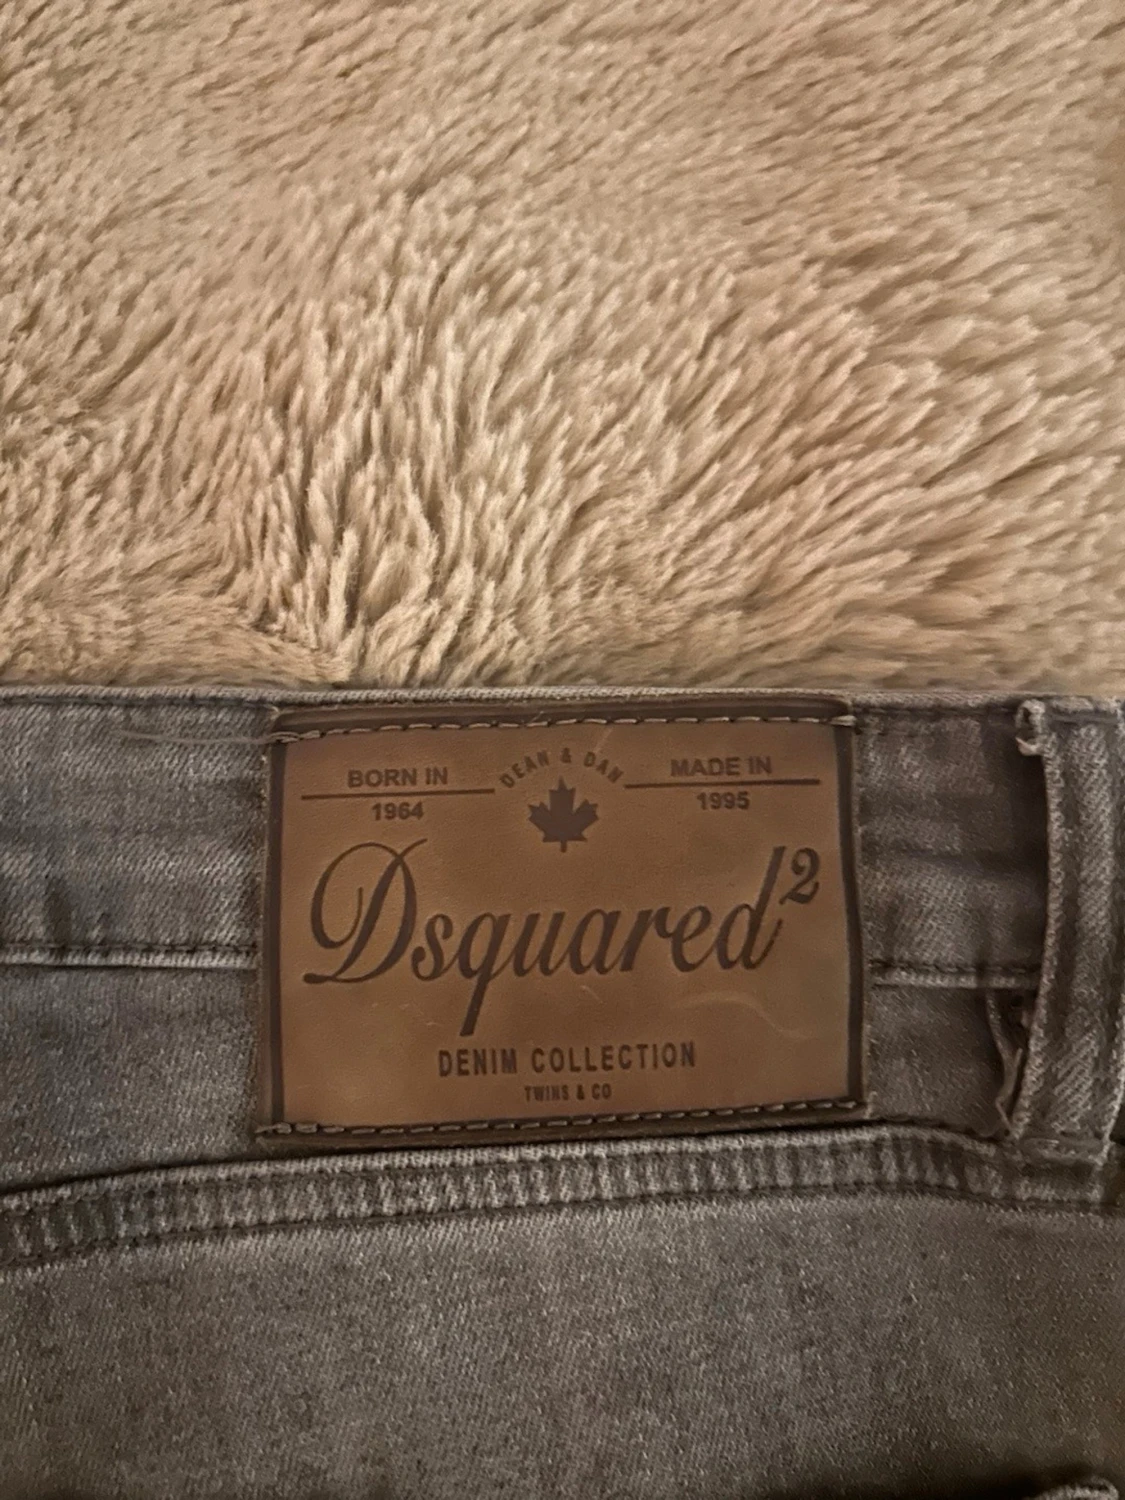 DEAN & DAN
BORN IN
1964
MADE IN
1995
Dsquared²
DENIM COLLECTION
TWINS & CO